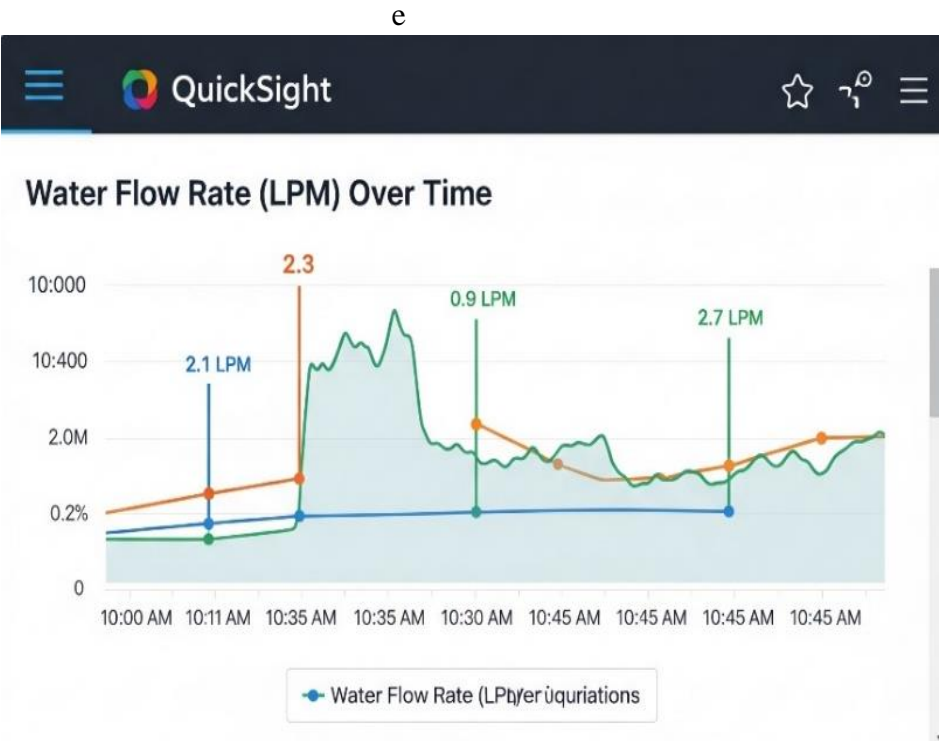 e
QuickSight
Water Flow Rate (LPM) Over Time
2.3
10:000
0.9 LPM
2.7 LPM
10:400
2.1 LPM
2.0M
0.2%
0
10:00 AM 10:11 AM 10:35 AM 10:35 AM 10:30 AM 10:45 AM 10:45 AM 10:45 AM 10:45 AM
Water Flow Rate